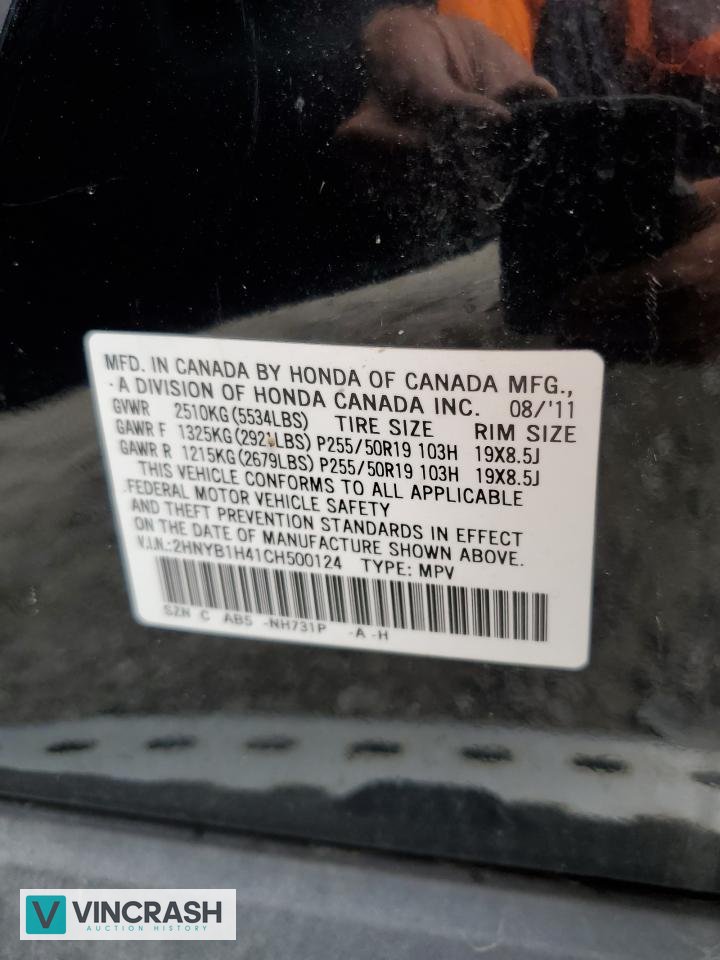 MFD. IN CANADA BY HONDA OF CANADA MFG.,
A DIVISION OF HONDA CANADA INC. 08/'11
GVWR 2510KG(5534LBS) TIRE SIZE RIM SIZE
GAWR F 1325KG(2921LBS) P255/50R19 103H 19X8.5J
GAWR R 1215KG(2679LBS) P255/50R19 103H 19X8.5J
THIS VEHICLE CONFORMS TO ALL APPLICABLE
FEDERAL MOTOR VEHICLE SAFETY
AND THEFT PREVENTION STANDARDS IN EFFECT
ON THE DATE OF MANUFACTURE SHOWN ABOVE.
V.I.N.:2HNYB1H41CH500124 TYPE: MPV
SZN C AB5 -NH731P -A -H
V VINCRASH
AUCTION HISTORY